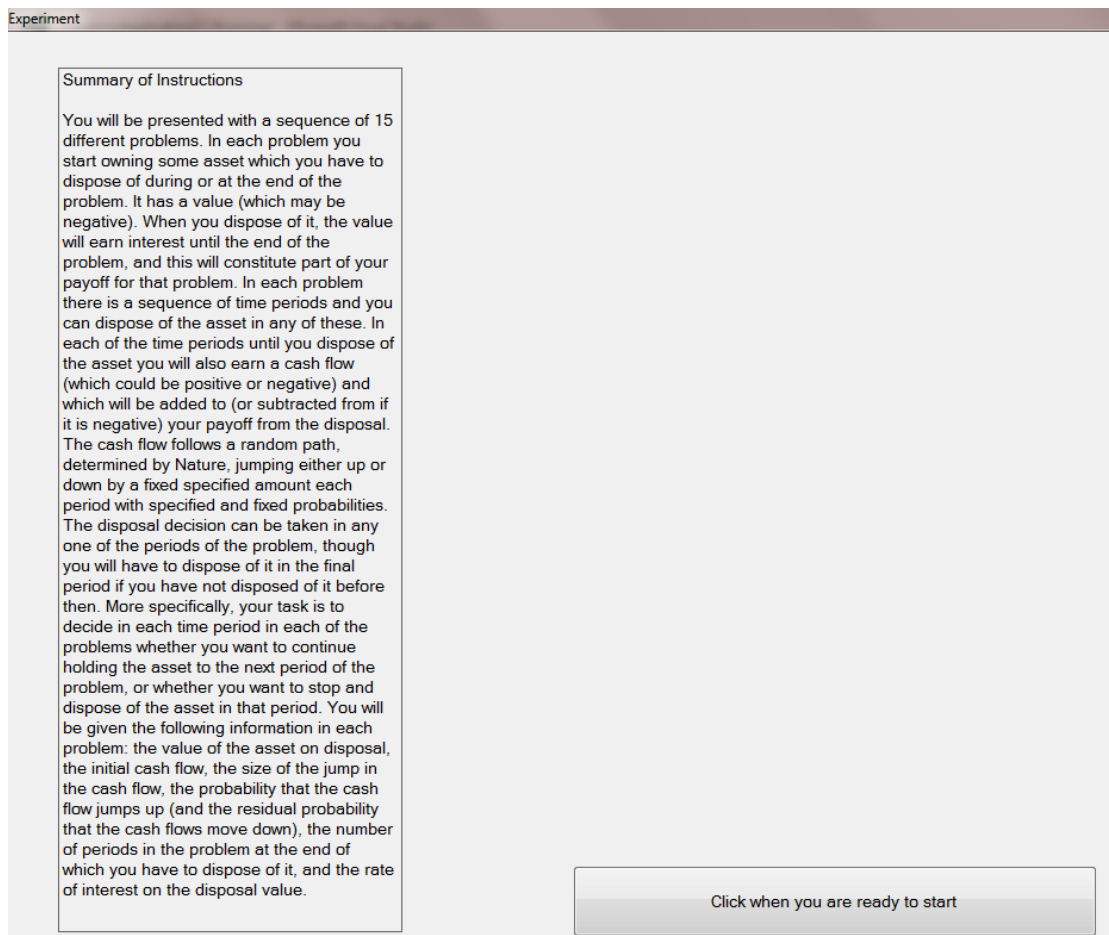 Experiment
Summary of Instructions
You will be presented with a sequence of 15
different problems. In each problem you
start owning some asset which you have to
dispose of during or at the end of the
problem. It has a value (which may be
negative). When you dispose of it, the value
will earn interest until the end of the
problem, and this will constitute part of your
payoff for that problem. In each problem
there is a sequence of time periods and you
can dispose of the asset in any of these. In
each of the time periods until you dispose of
the asset you will also earn a cash flow
(which could be positive or negative) and
which will be added to (or subtracted from if
it is negative) your payoff from the disposal.
The cash flow follows a random path,
determined by Nature, jumping either up or
down by a fixed specified amount each
period with specified and fixed probabilities.
The disposal decision can be taken in any
one of the periods of the problem, though
you will have to dispose of it in the final
period if you have not disposed of it before
then. More specifically, your task is to
decide in each time period in each of the
problems whether you want to continue
holding the asset to the next period of the
problem, or whether you want to stop and
dispose of the asset in that period. You will
be given the following information in each
problem: the value of the asset on disposal,
the initial cash flow, the size of the jump in
the cash flow, the probability that the cash
flow jumps up (and the residual probability
that the cash flows move down), the number
of periods in the problem at the end of
which you have to dispose of it, and the rate
of interest on the disposal value.
Click when you are ready to start